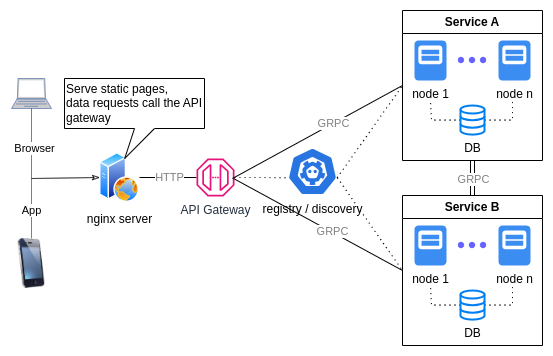 Service A
node 1
node n
DB
Serve static pages,
data requests call the API
gateway
Browser
GRPC
HTTP
App
nginx server
API Gateway
registry / discovery
GRPC
GRPC
Service B
node 1
node n
DB